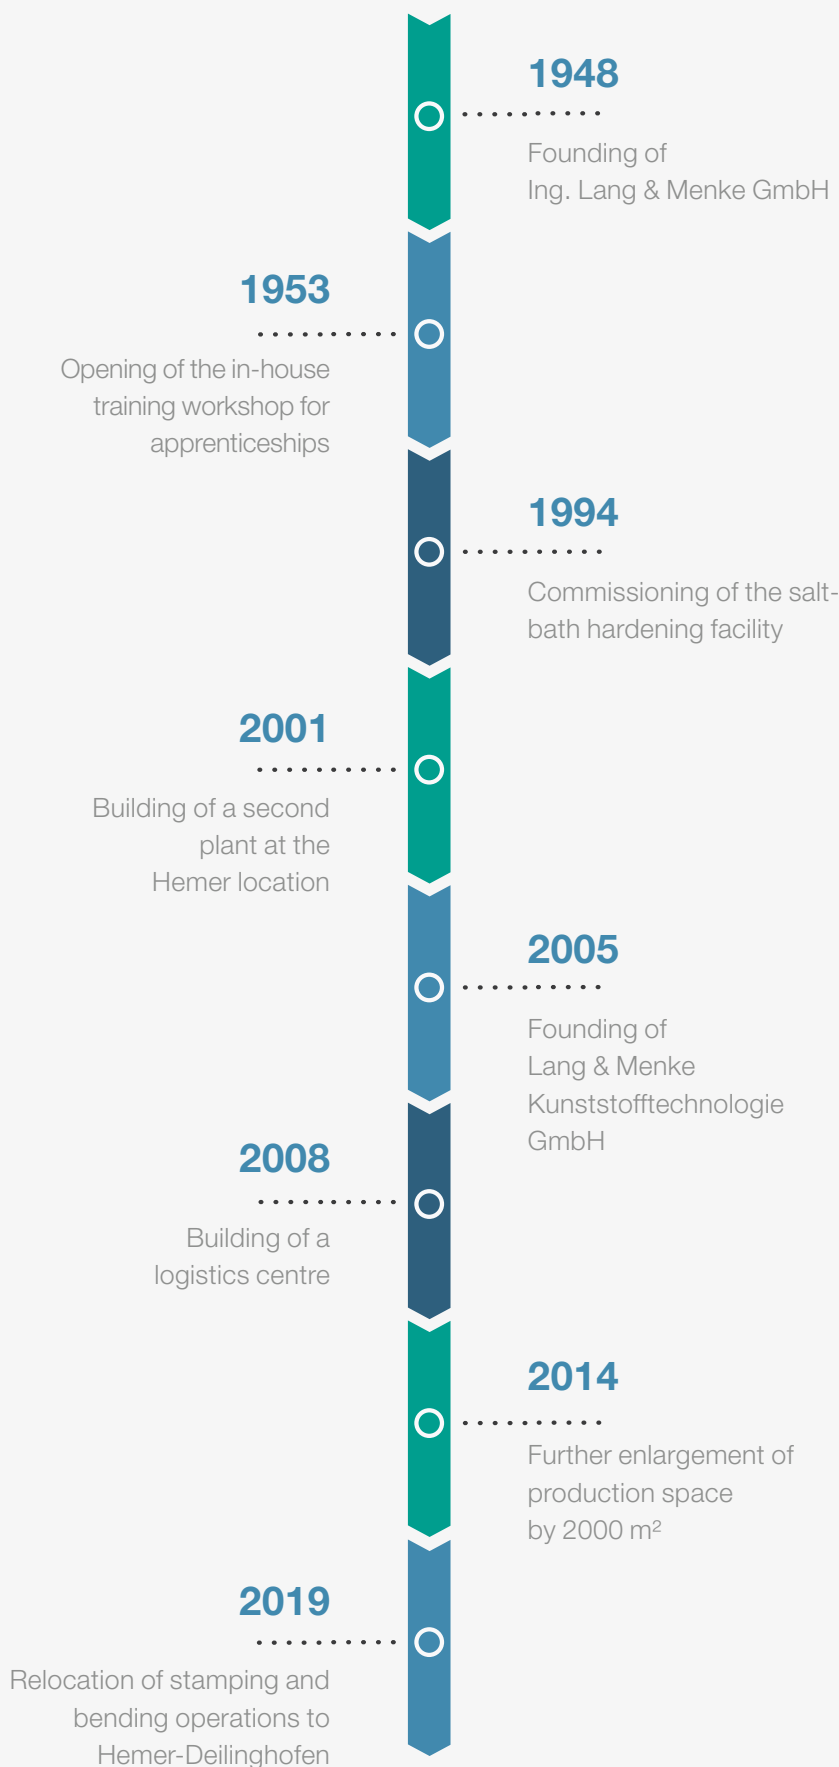 1948
Founding of
Ing. Lang & Menke GmbH
1953
Opening of the in-house
training workshop for
apprenticeships
1994
Commissioning of the salt-
bath hardening facility
2001
Building of a second
plant at the
Hemer location
2005
Founding of
Lang & Menke
Kunststofftechnologie
GmbH
2008
Building of a
logistics centre
2014
Further enlargement of
production space
by 2000 m²
2019
Relocation of stamping and
bending operations to
Hemer-Deilinghofen